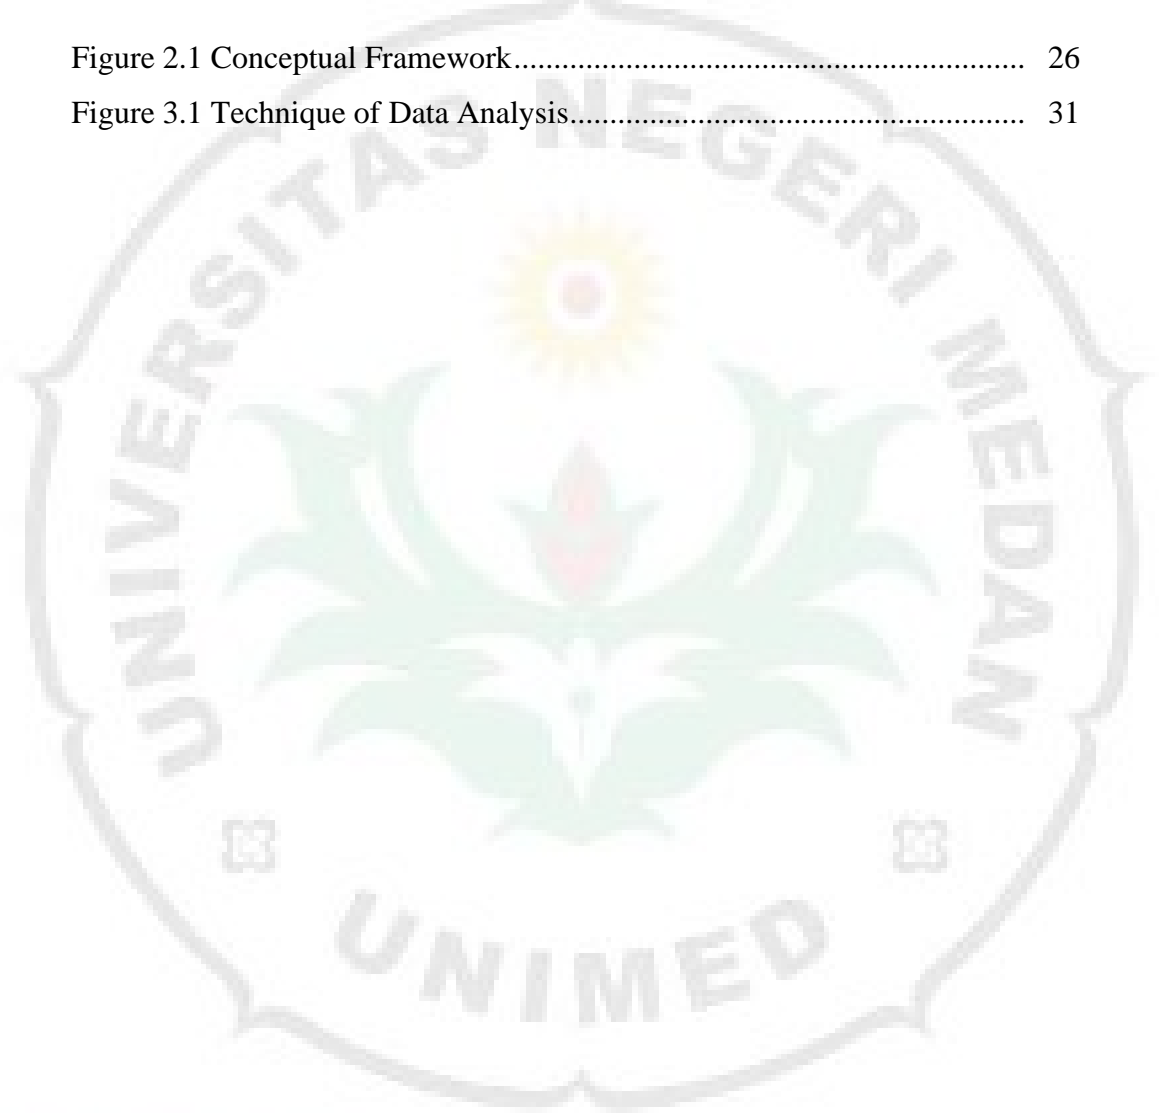 Figure 2.1 Conceptual Framework................................................................ 26
Figure 3.1 Technique of Data Analysis......................................................... 31
UNIVERSITAS NEGERI MEDAN
UNIMED